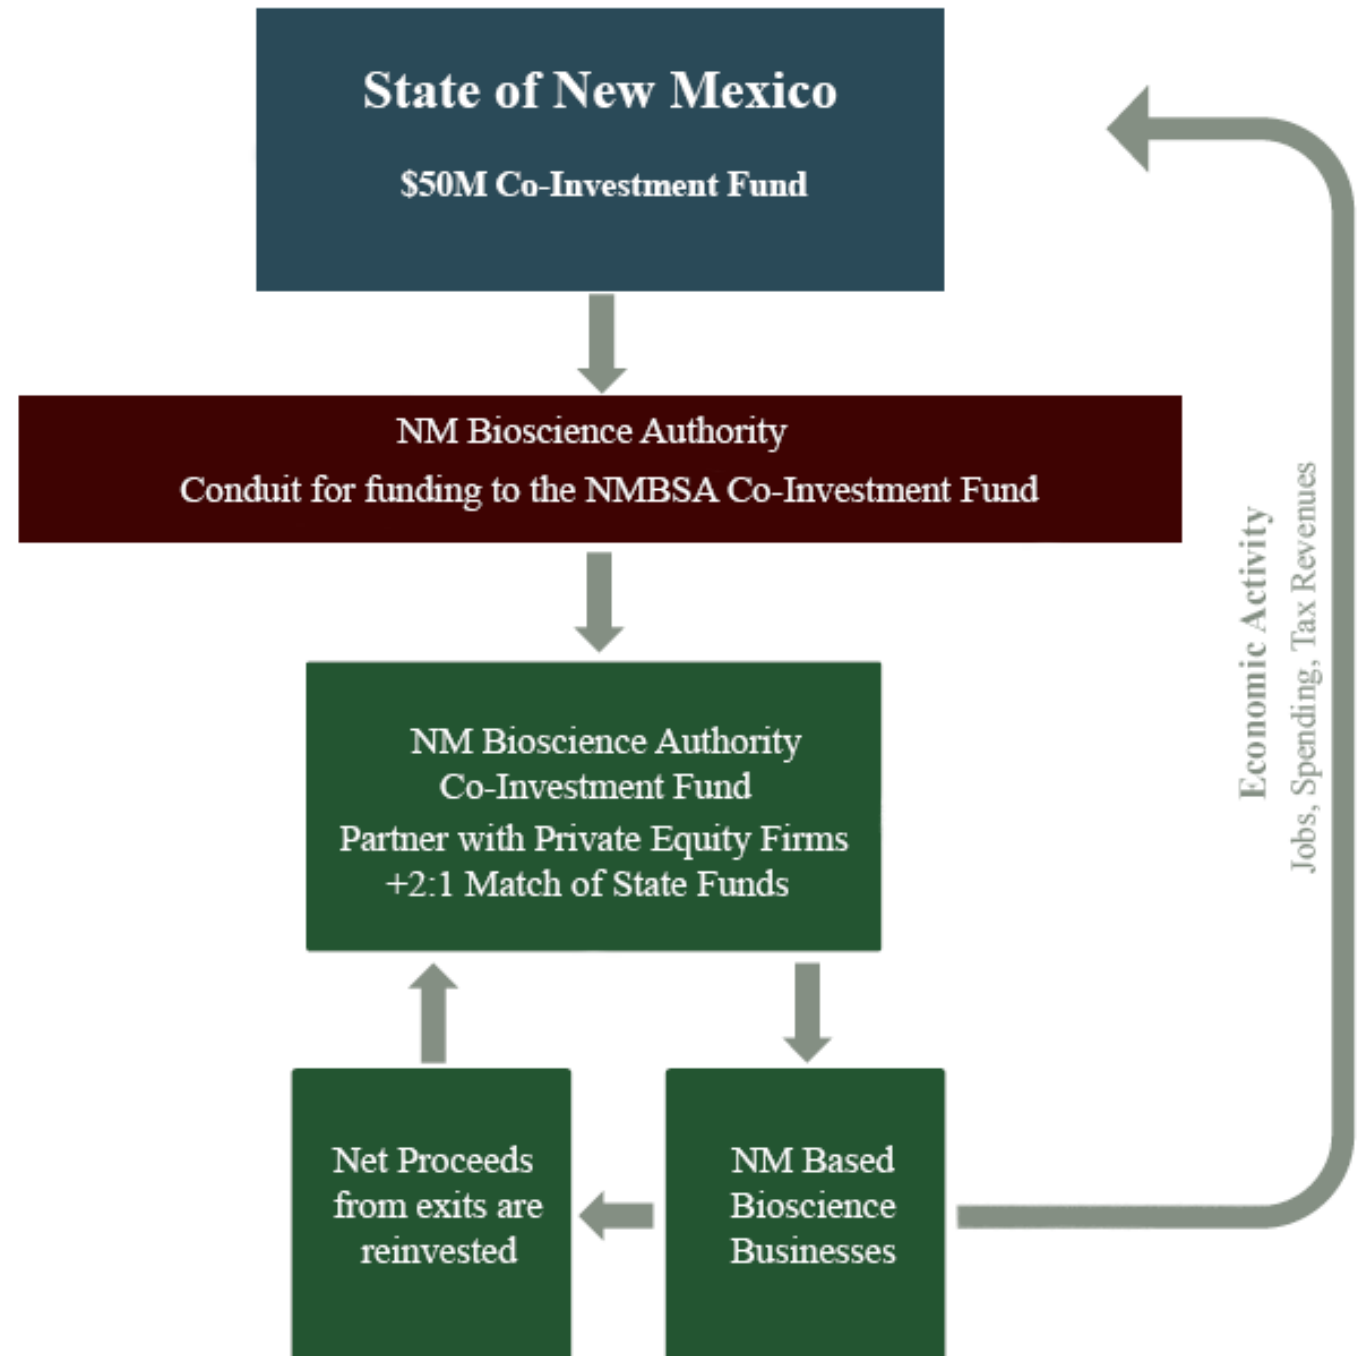 State of New Mexico
$50M Co-Investment Fund
NM Bioscience Authority
Conduit for funding to the NMBSA Co-Investment Fund
NM Bioscience Authority
Co-Investment Fund
Partner with Private Equity Firms
+2:1 Match of State Funds
Net Proceeds
from exits are
reinvested
NM Based
Bioscience
Businesses
Economic Activity
Jobs, Spending, Tax Revenues